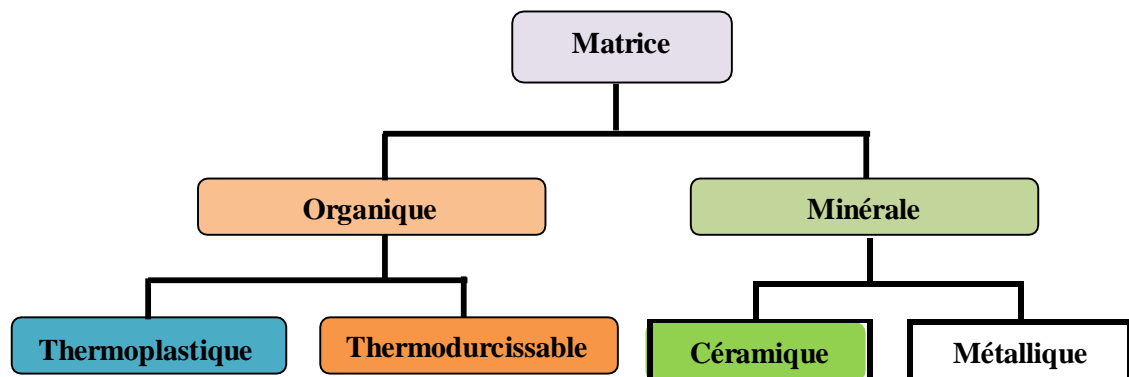 Matrice
Organique
Minérale
Thermoplastique
Thermodurcissable
Céramique
Métallique